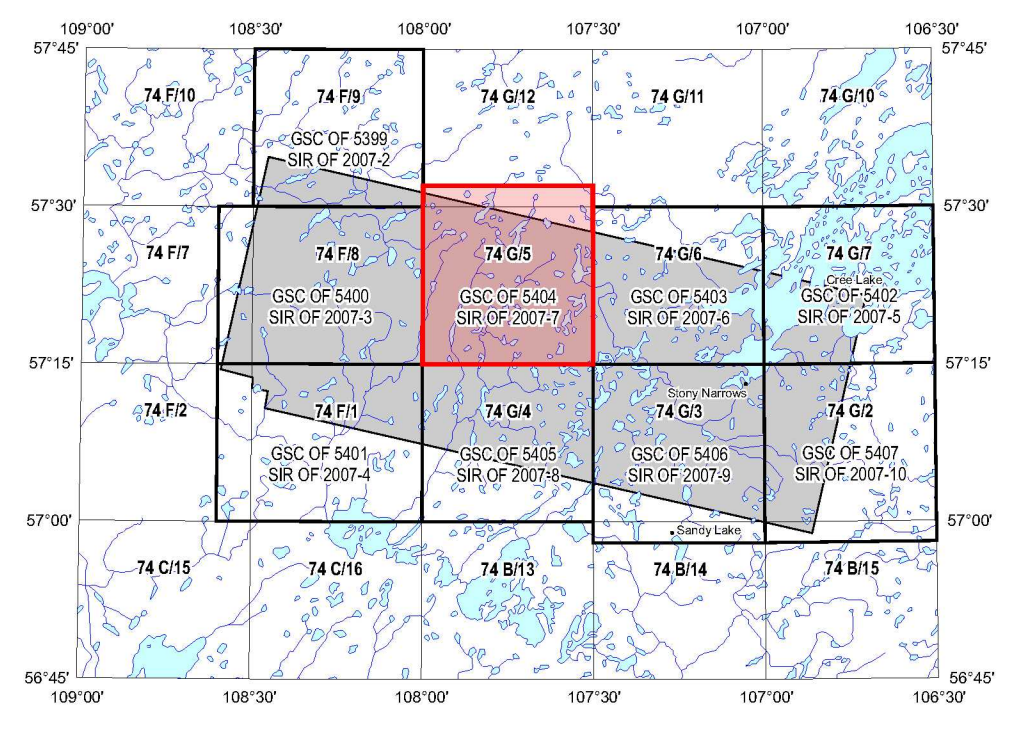 109°00'
108°30'
108°00'
107°30'
107°00'
106°30'
57°45'
57°45'
74 F/10
74 F/9
74 G/12
74 G/11
74 G/10
GSC OF 5399
SIR OF 2007-2
57°30'
57°30'
74 F/7
74 F/8
74 G/5
74 G/6
74 G/7
Cree Lake
GSC OF 5400
SIR OF 2007-3
GSC OF 5404
SIR OF 2007-7
GSC OF 5403
SIR OF 2007-6
GSC OF 5402
SIR OF 2007-5
57°15'
57°15'
Stony Narrows
74 F/2
74 F/1
74 G/4
74 G/3
74 G/2
GSC OF 5401
SIR OF 2007-4
GSC OF 5405
SIR OF 2007-8
GSC OF 5406
SIR OF 2007-9
GSC OF 5407
SIR OF 2007-10
57°00'
57°00'
Sandy Lake
74 C/15
74 C/16
74 B/13
74 B/14
74 B/15
56°45'
56°45'
109°00'
108°30'
108°00'
107°30'
107°00'
106°30'